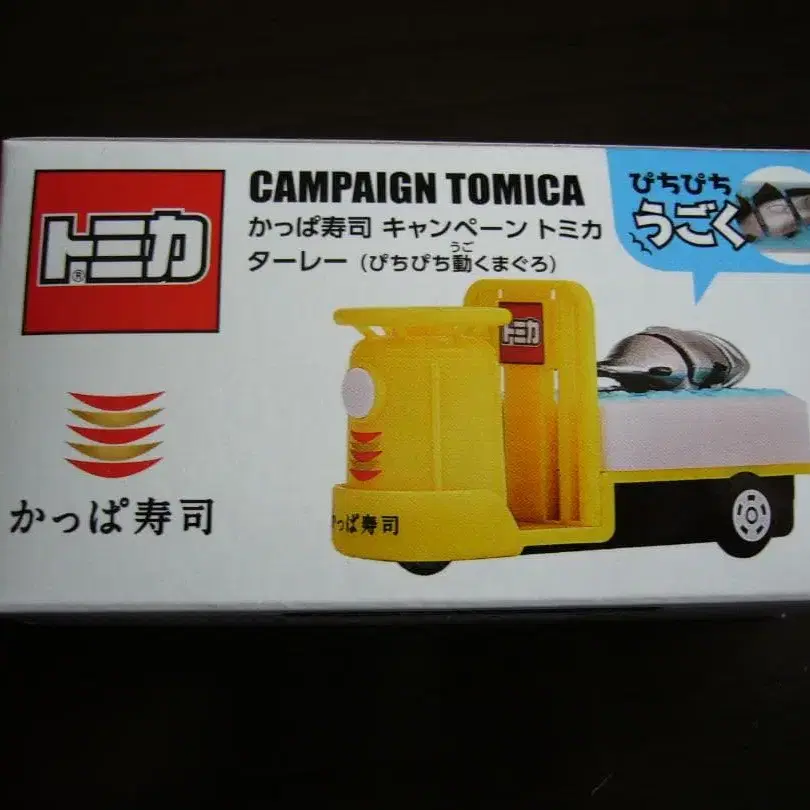 トミカ®
CAMPAIGN TOMICA
かっぱ寿司 キャンペーン トミカ
ターレー (ぴちぴち動くまぐろ)
うご
ぴちぴち
うごく
トミカ
かっぱ寿司
かっぱ寿司